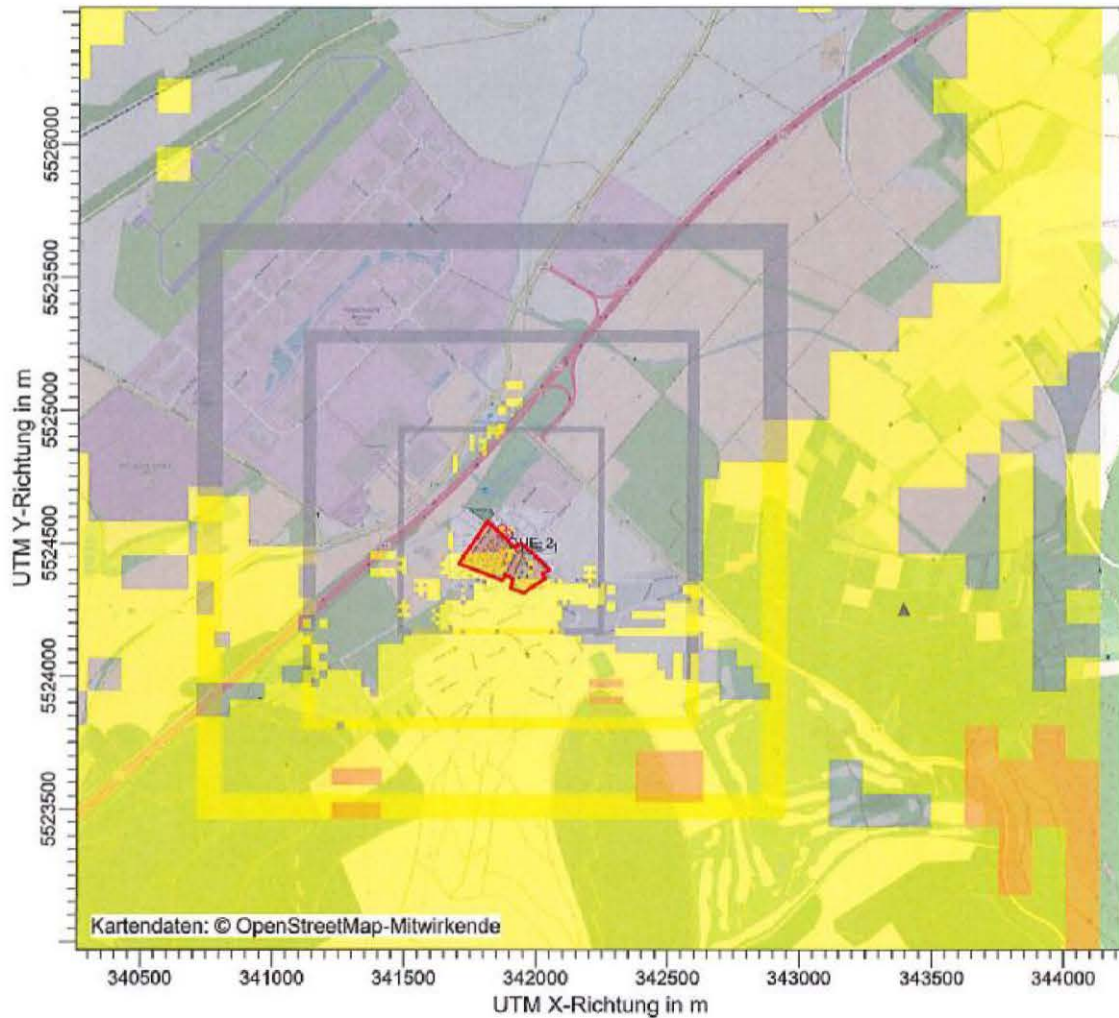 UTM Y-Richtung in m
5526000
5525500
5525000
5524500
5524000
5523500
Kartendaten: © OpenStreetMap-Mitwirkende
340500 341000 341500 342000 342500 343000 343500 344000
UTM X-Richtung in m